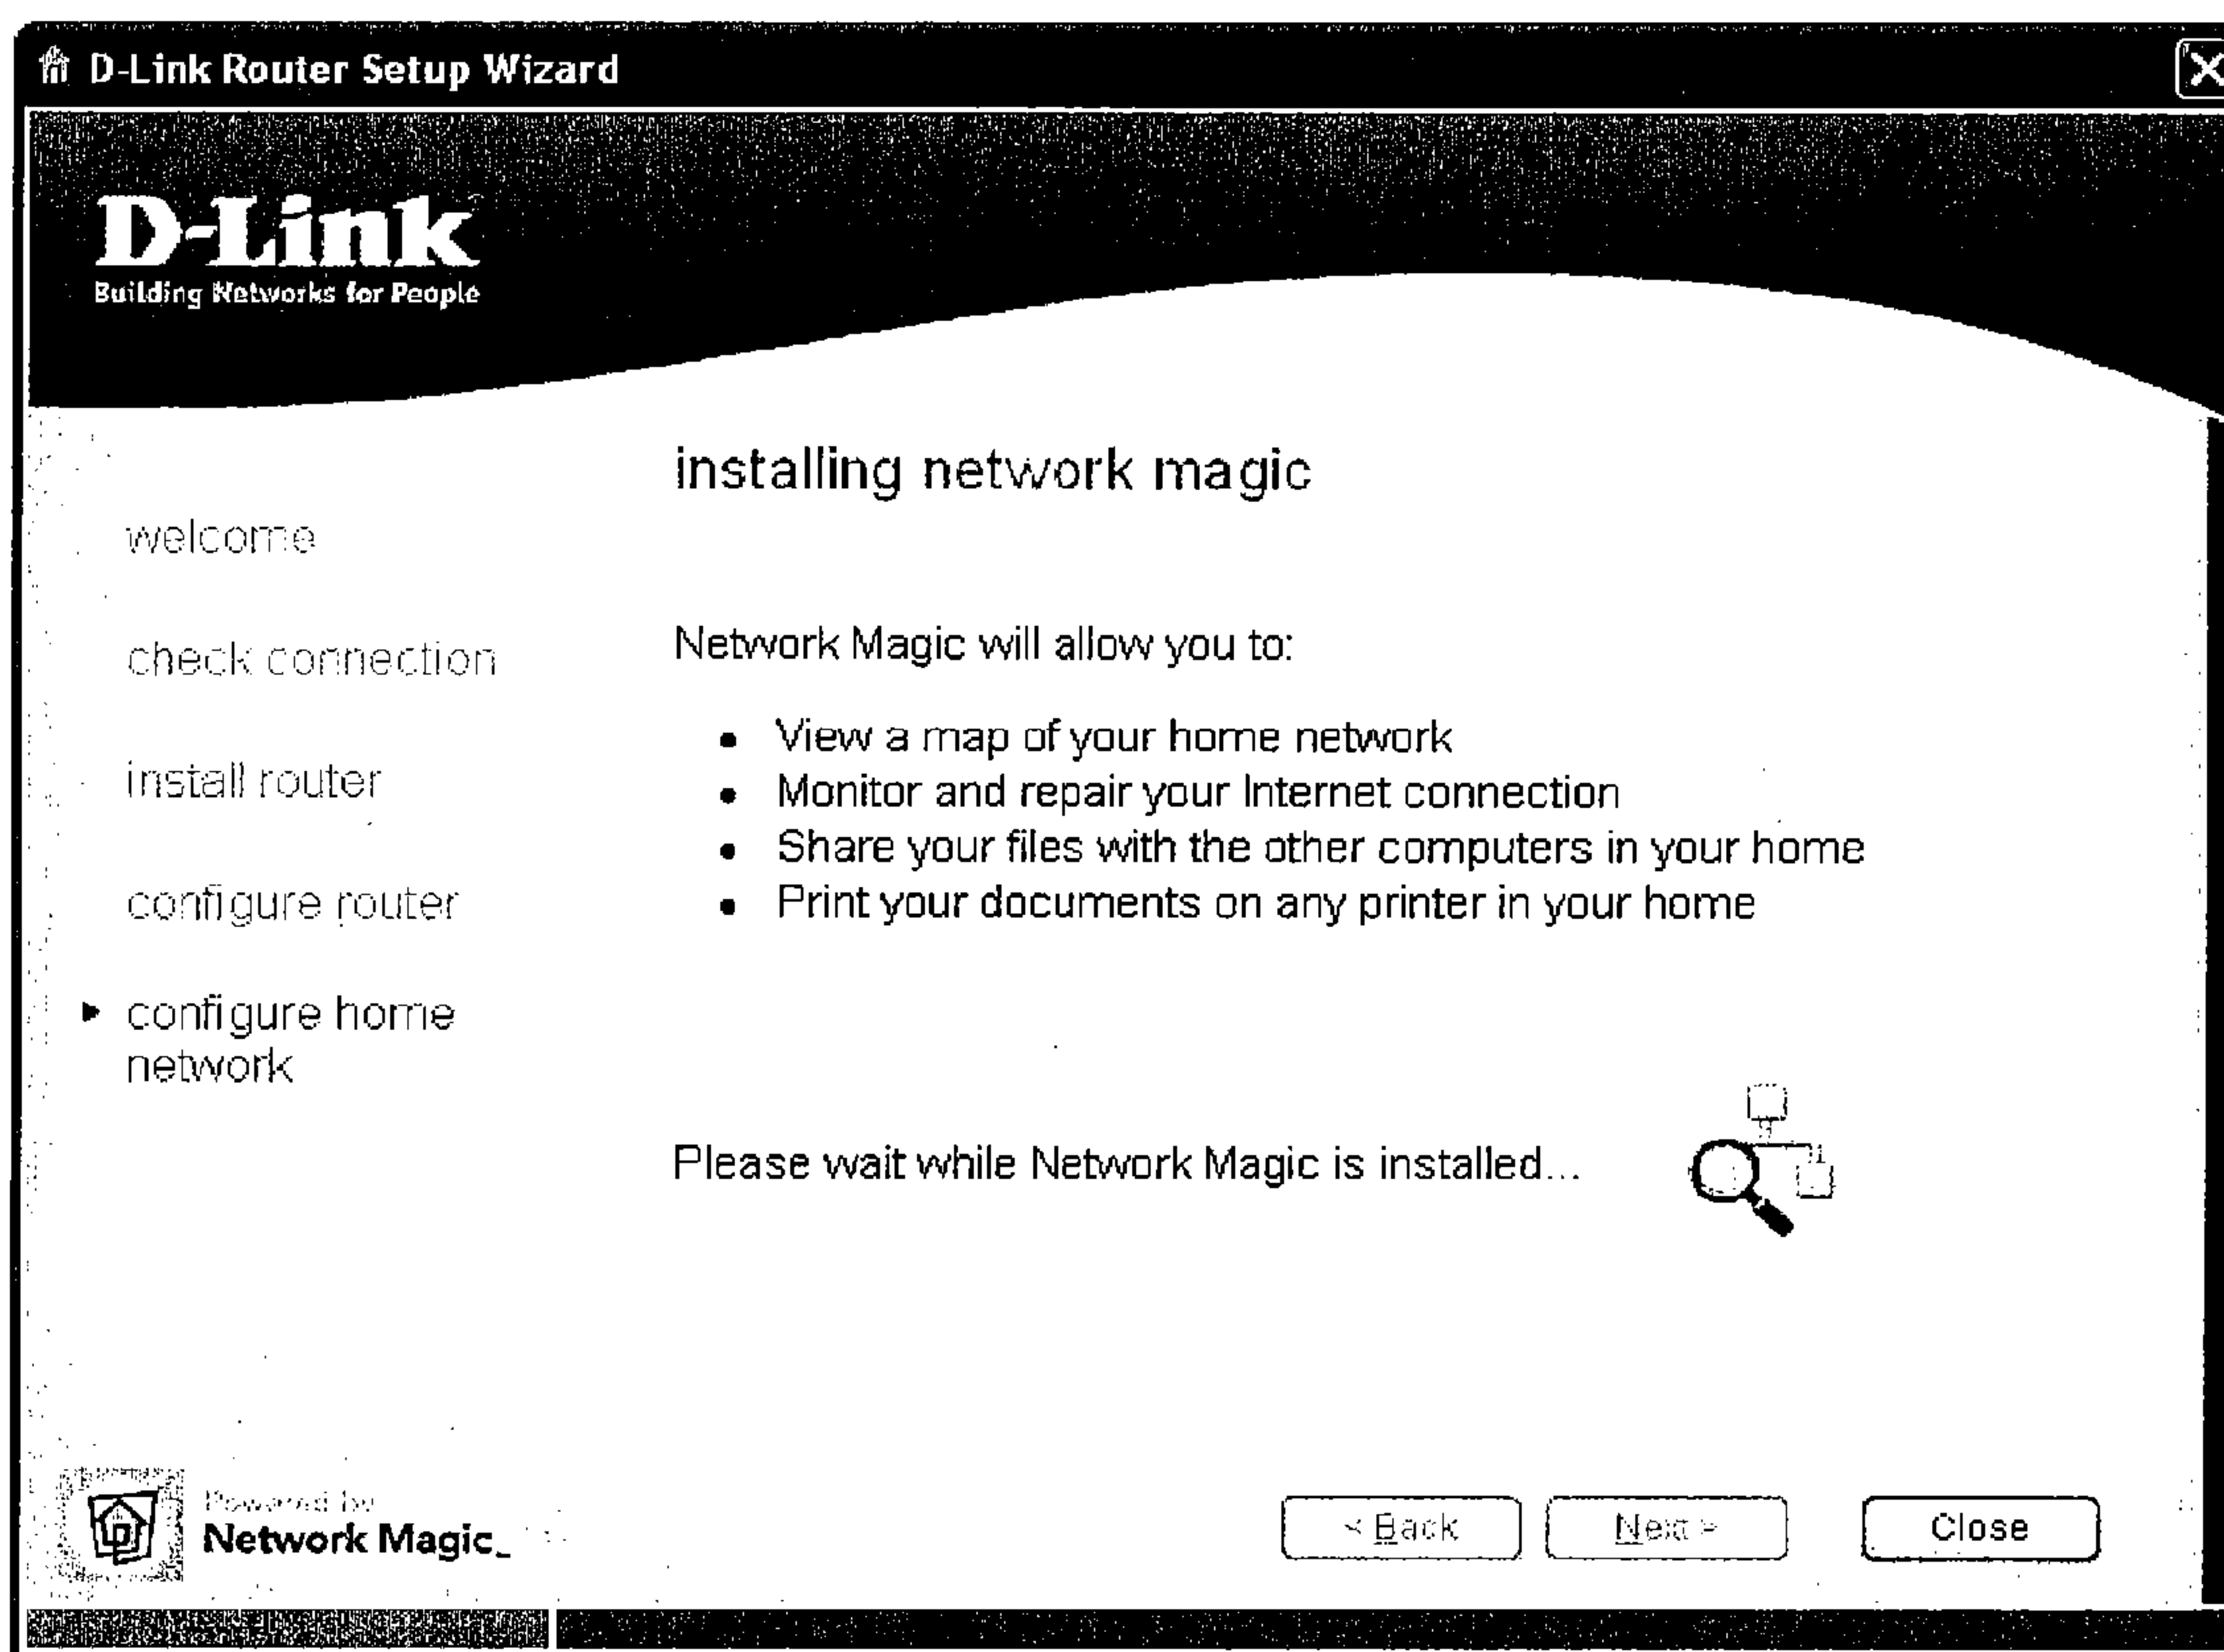 D-Link Router Setup Wizard
D-Link
Building Networks for People
installing network magic
welcome
check connection
install router
configure router
configure home
network
Network Magic will allow you to:
• View a map of your home network
• Monitor and repair your Internet connection
• Share your files with the other computers in your home
• Print your documents on any printer in your home
Please wait while Network Magic is installed...
Powered by
Network Magic
< Back
Next >
Close